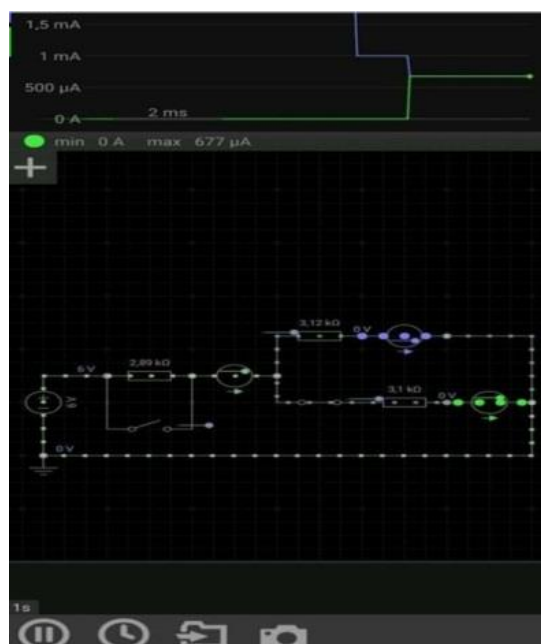 1,5 mA
1 mA
500 µA
0 A
2 ms
min 0 A max 677 µA
3,12 kΩ
0 V
6 V
2,89 kΩ
3,1 kΩ
0 V
6V
0 V
1s